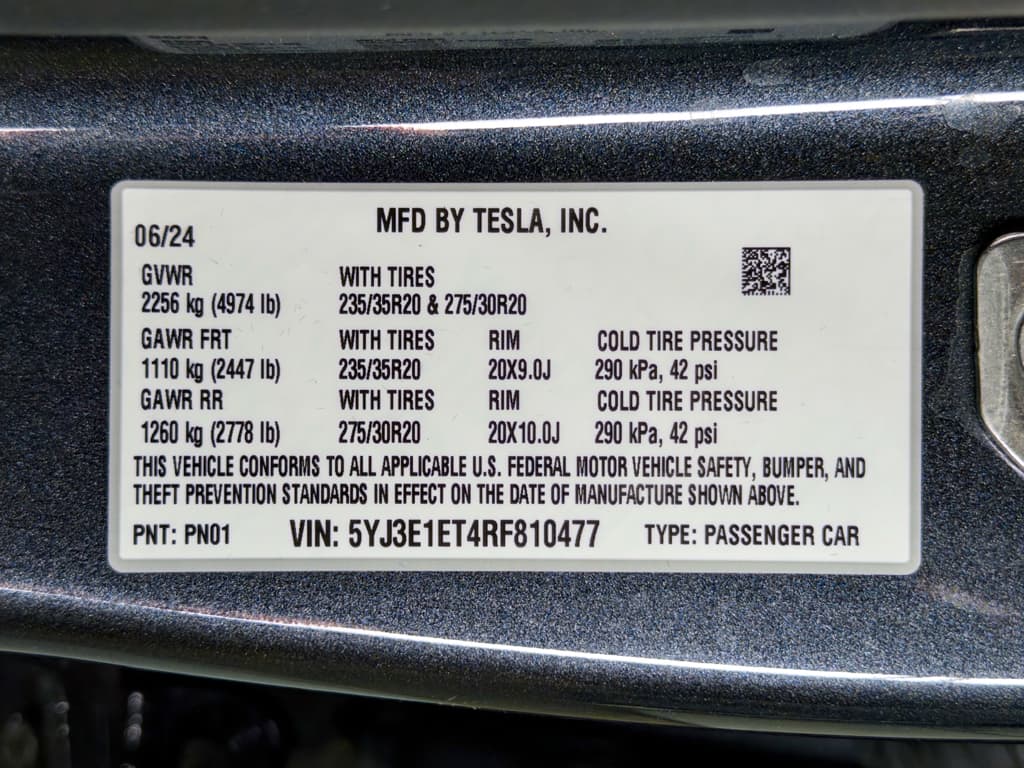 MFD BY TESLA, INC.
06/24
GVWR WITH TIRES
2256 kg (4974 lb) 235/35R20 & 275/30R20
GAWR FRT WITH TIRES RIM COLD TIRE PRESSURE
1110 kg (2447 lb) 235/35R20 20X9.0J 290 kPa, 42 psi
GAWR RR WITH TIRES RIM COLD TIRE PRESSURE
1260 kg (2778 lb) 275/30R20 20X10.0J 290 kPa, 42 psi
THIS VEHICLE CONFORMS TO ALL APPLICABLE U.S. FEDERAL MOTOR VEHICLE SAFETY, BUMPER, AND
THEFT PREVENTION STANDARDS IN EFFECT ON THE DATE OF MANUFACTURE SHOWN ABOVE.
PNT: PN01 VIN: 5YJ3E1ET4RF810477 TYPE: PASSENGER CAR